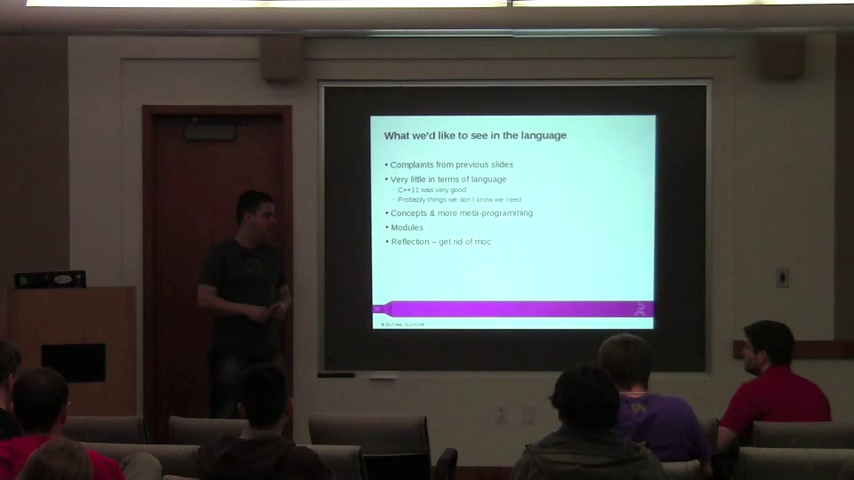 What we'd like to see in the language
• Complaints from previous slides
• Very little in terms of language
- C++11 was very good
- Probably things we don't know we need
• Concepts & more meta-programming
• Modules
• Reflection – get rid of moc